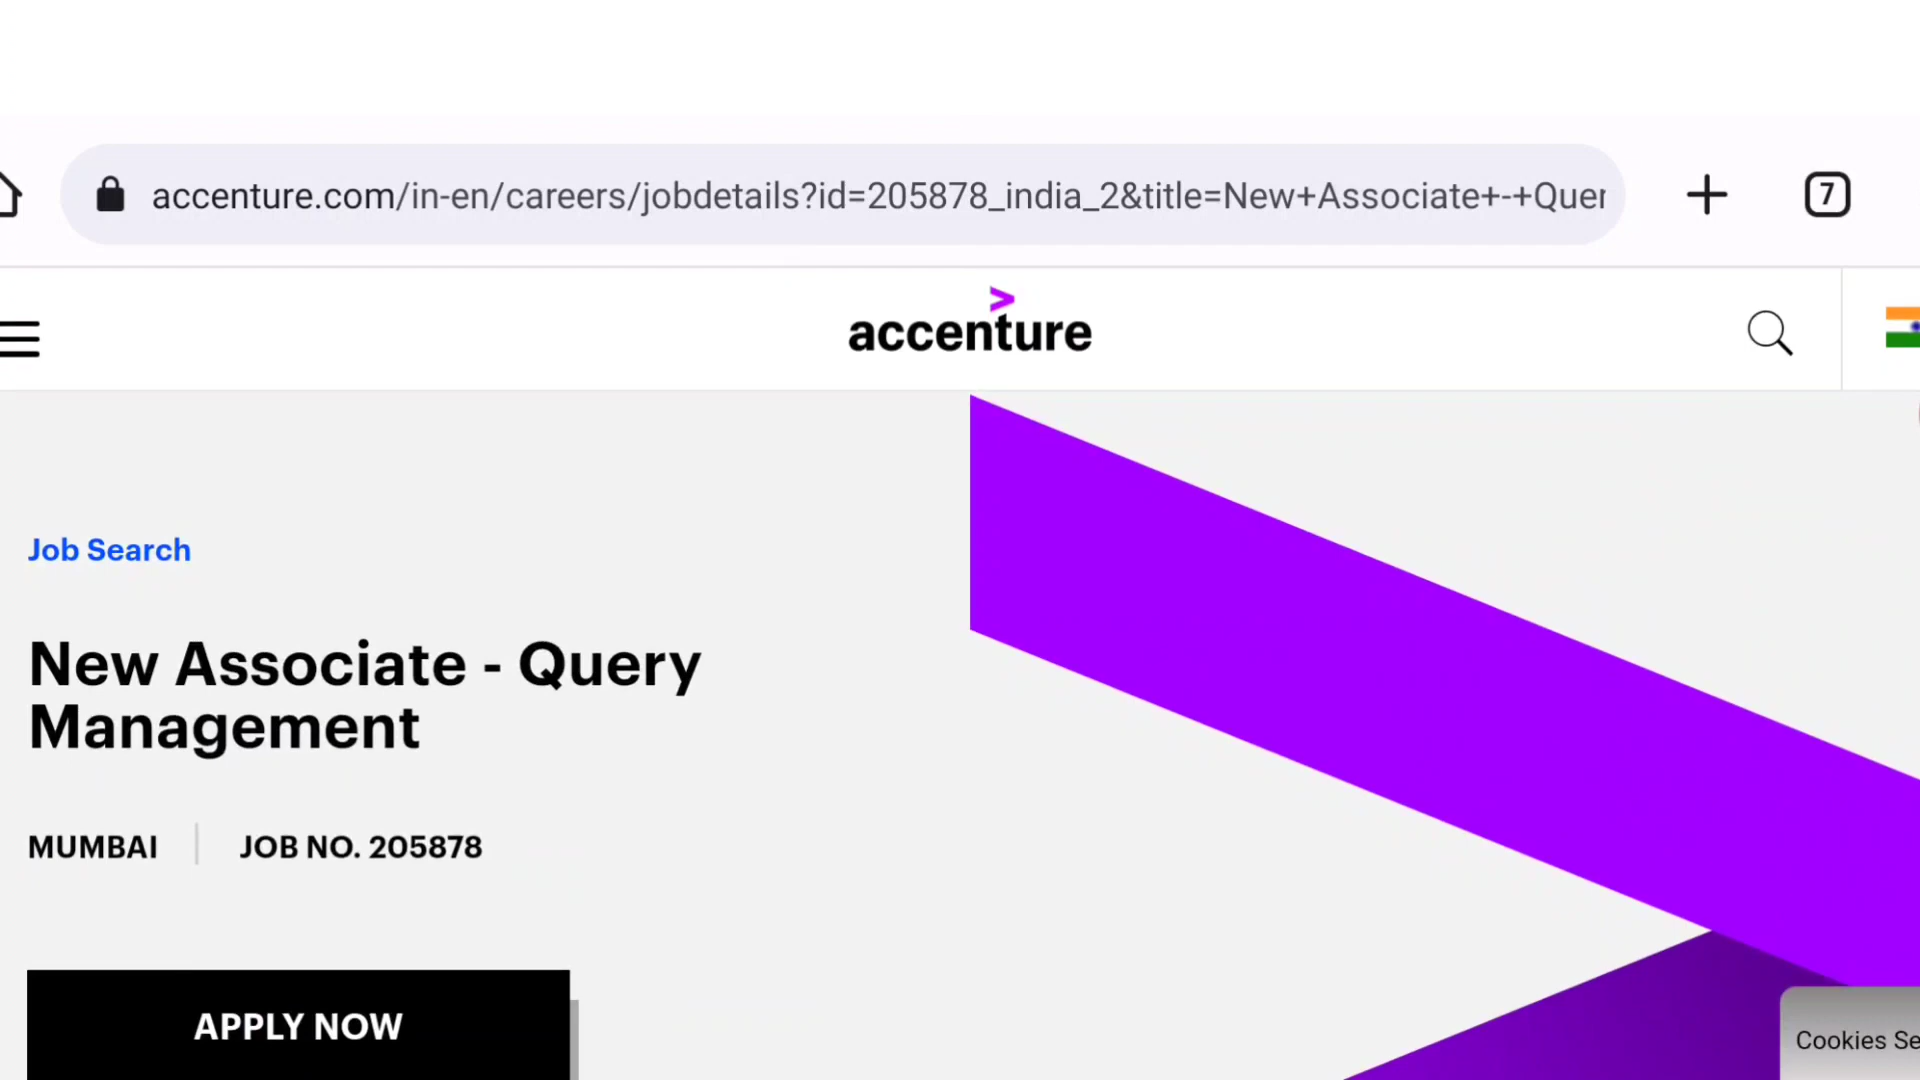 accenture.com/in-en/careers/jobdetails?id=205878_india_2&title=New+Associate+-+Quer
7
accenture
Job Search
New Associate - Query
Management
MUMBAI
JOB NO. 205878
APPLY NOW
Cookies Se